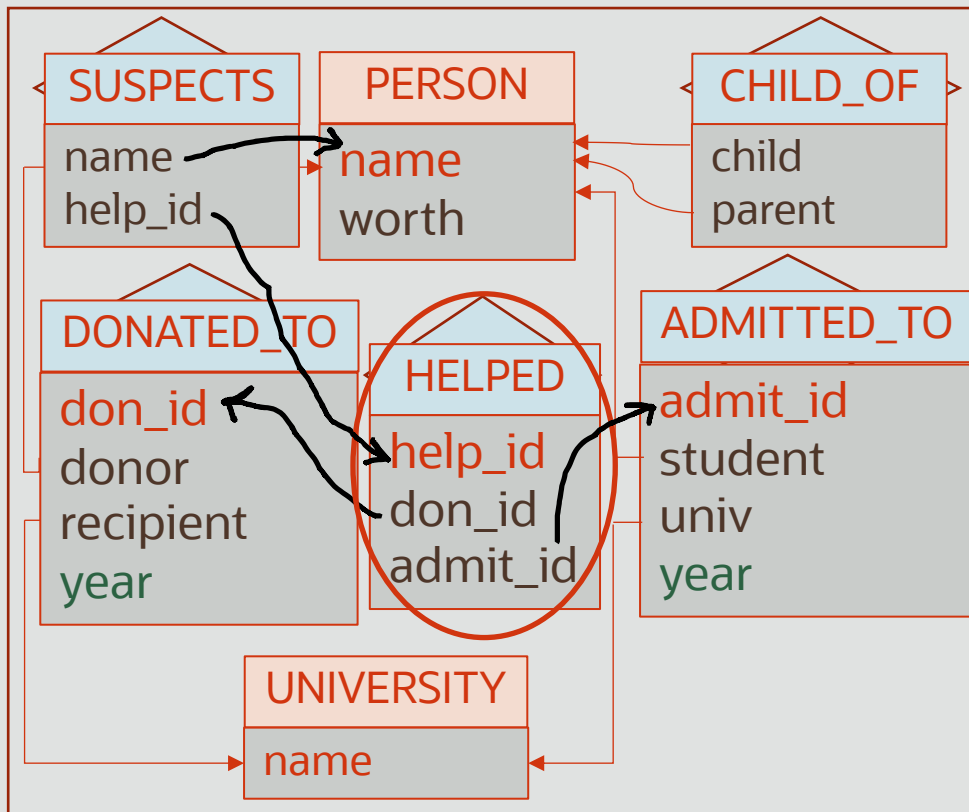 SUSPECTS
name
help_id
PERSON
name
worth
CHILD_OF
child
parent
DONATED_TO
don_id
donor
recipient
year
HELPED
help_id
don_id
admit_id
ADMITTED_TO
admit_id
student
univ
year
UNIVERSITY
name